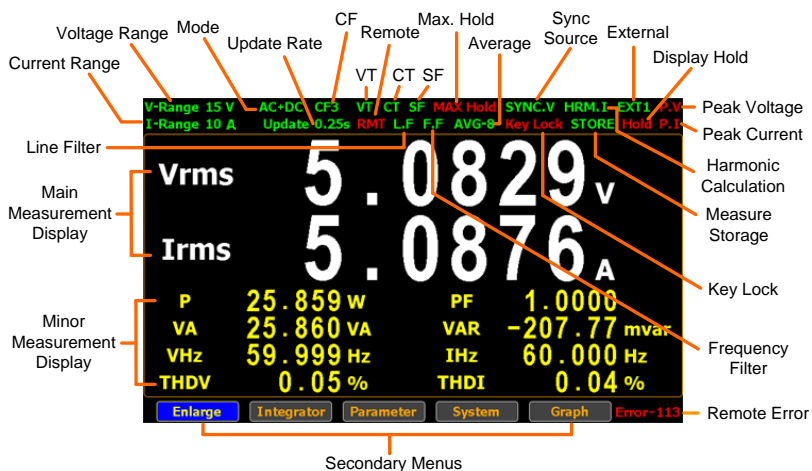 CF
Max. Hold
Sync
Source
Mode
Remote
External
Voltage Range
Update Rate
Average
Display Hold
Current Range
VT
CT
SF
V-Range 15 V AC+DC CF3 VT CT SF MAX Hold SYNC.V HRM.I EXT1 P.V
Peak Voltage
I-Range 10 A Update 0.25s RMT L.F F.F AVG-8 Key Lock STORE Hold P.I
Peak Current
Line Filter
Harmonic
Calculation
Vrms 5.0829 V
Main
Measurement
Display
Measure
Storage
Irms 5.0876 A
Key Lock
P 25.859 W PF 1.0000
VA 25.860 VA VAR -207.77 mvar
Minor
Measurement
Display
VHz 59.999 Hz IHz 60.000 Hz
Frequency
Filter
THDV 0.05 % THDI 0.04 %
Enlarge Integrator Parameter System Graph Error-113
Remote Error
Secondary Menus